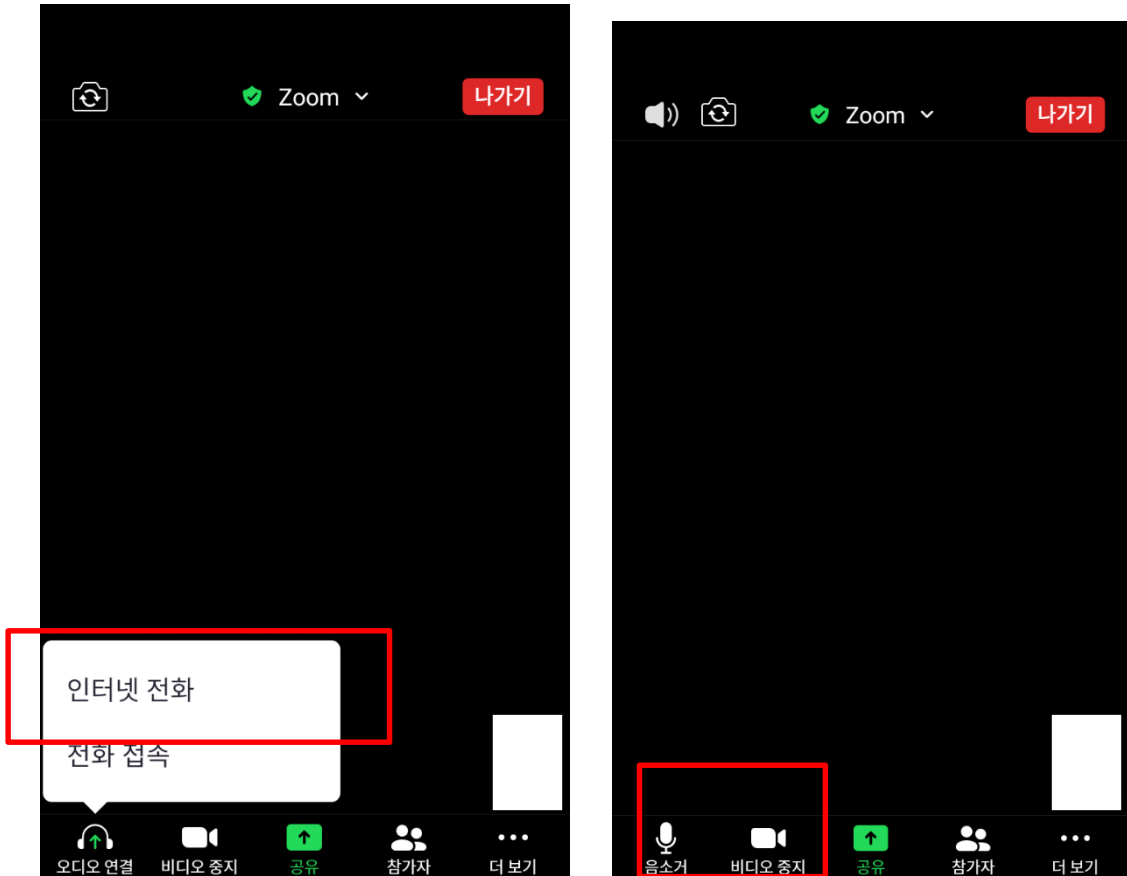 Zoom
나가기
인터넷 전화
전화 접속
오디오 연결
비디오 중지
공유
참가자
더 보기
Zoom
나가기
음소거
비디오 중지
공유
참가자
더 보기